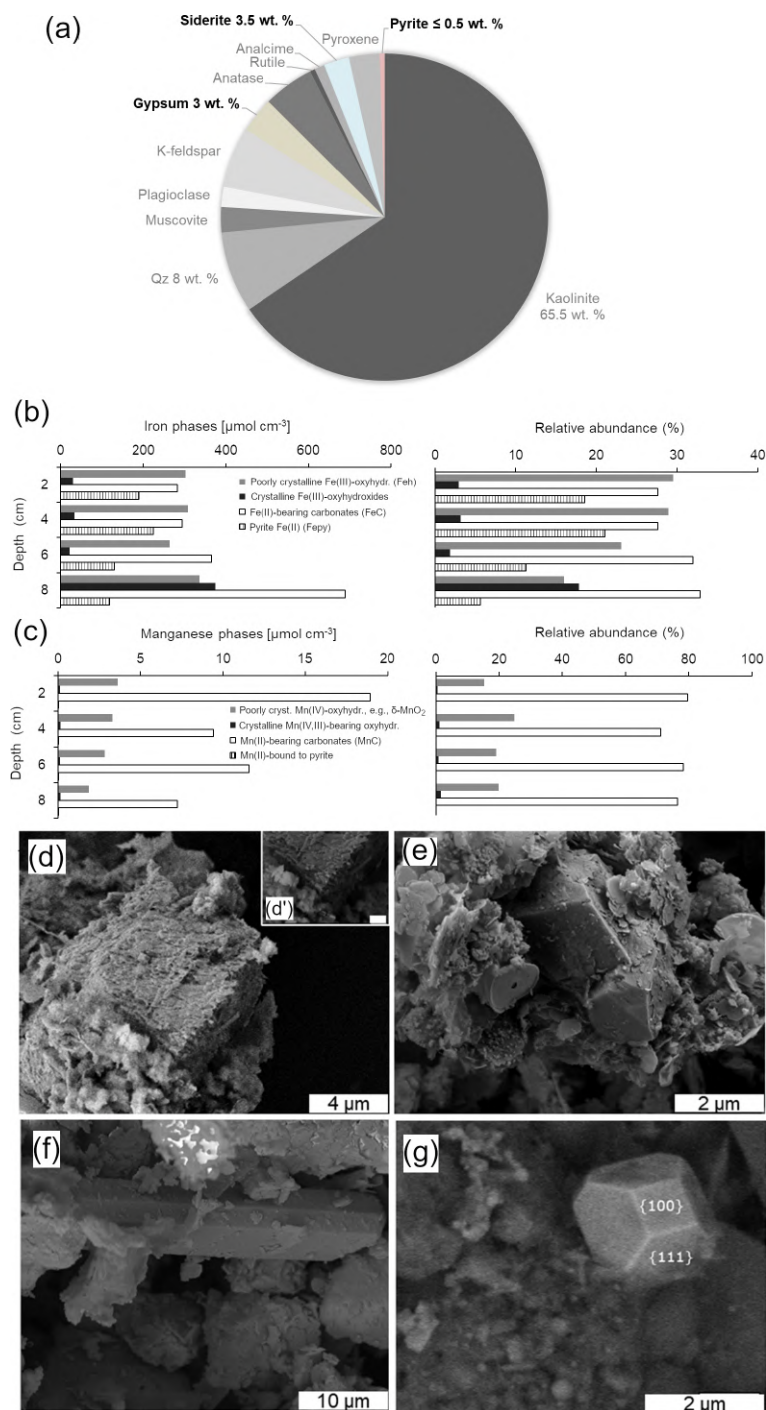 (a)
Siderite 3.5 wt. %
Pyroxene
Pyrite ≤ 0.5 wt. %
Analcime
Rutile
Anatase
Gypsum 3 wt. %
K-feldspar
Plagioclase
Muscovite
Qz 8 wt. %
Kaolinite
65.5 wt. %
(b)
Iron phases [µmol cm⁻³]
0 200 400 600 800
Depth (cm)
2
4
6
8
Poorly crystalline Fe(III)-oxyhydr. (Feh)
Crystalline Fe(III)-oxyhydroxides
Fe(II)-bearing carbonates (FeC)
Pyrite Fe(II) (Fepy)
Relative abundance (%)
0 10 20 30 40
(c)
Manganese phases [µmol cm⁻³]
0 5 10 15 20
Depth (cm)
2
4
6
8
Poorly cryst. Mn(IV)-oxyhydr., e.g., δ-MnO₂
Crystalline Mn(IV,III)-bearing oxyhydr.
Mn(II)-bearing carbonates (MnC)
Mn(II)-bound to pyrite
Relative abundance (%)
0 20 40 60 80 100
(d)
(d')
4 µm
(e)
2 µm
(f)
10 µm
(g)
{100}
{111}
2 µm